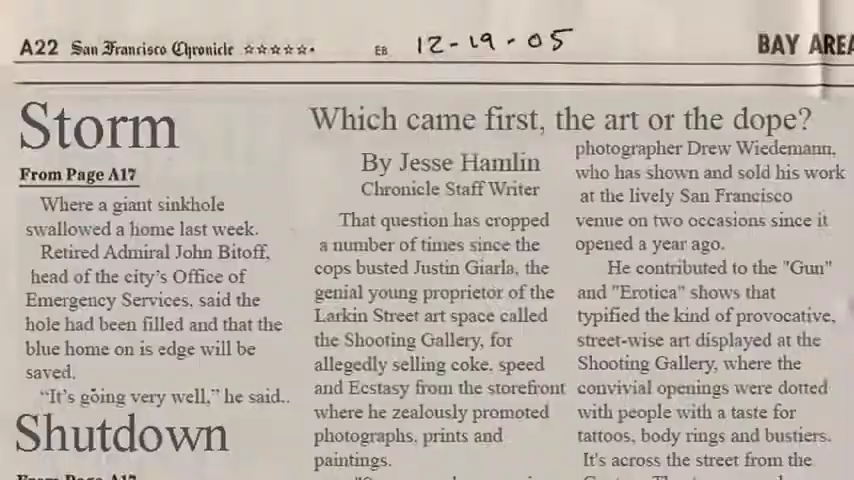 A22 San Francisco Chronicle ☆☆☆☆☆• EB 12-19-05 BAY AREA
Storm
From Page A17
Where a giant sinkhole
swallowed a home last week.
Retired Admiral John Bitoff,
head of the city's Office of
Emergency Services, said the
hole had been filled and that the
blue home on is edge will be
saved.
“It's going very well,” he said..
Shutdown
From Page A17
Which came first, the art or the dope?
By Jesse Hamlin
Chronicle Staff Writer
That question has cropped
a number of times since the
cops busted Justin Giarla, the
genial young proprietor of the
Larkin Street art space called
the Shooting Gallery, for
allegedly selling coke, speed
and Ecstasy from the storefront
where he zealously promoted
photographs, prints and
paintings.
photographer Drew Wiedemann,
who has shown and sold his work
at the lively San Francisco
venue on two occasions since it
opened a year ago.
He contributed to the "Gun"
and "Erotica" shows that
typified the kind of provocative,
street-wise art displayed at the
Shooting Gallery, where the
convivial openings were dotted
with people with a taste for
tattoos, body rings and bustiers.
It's across the street from the